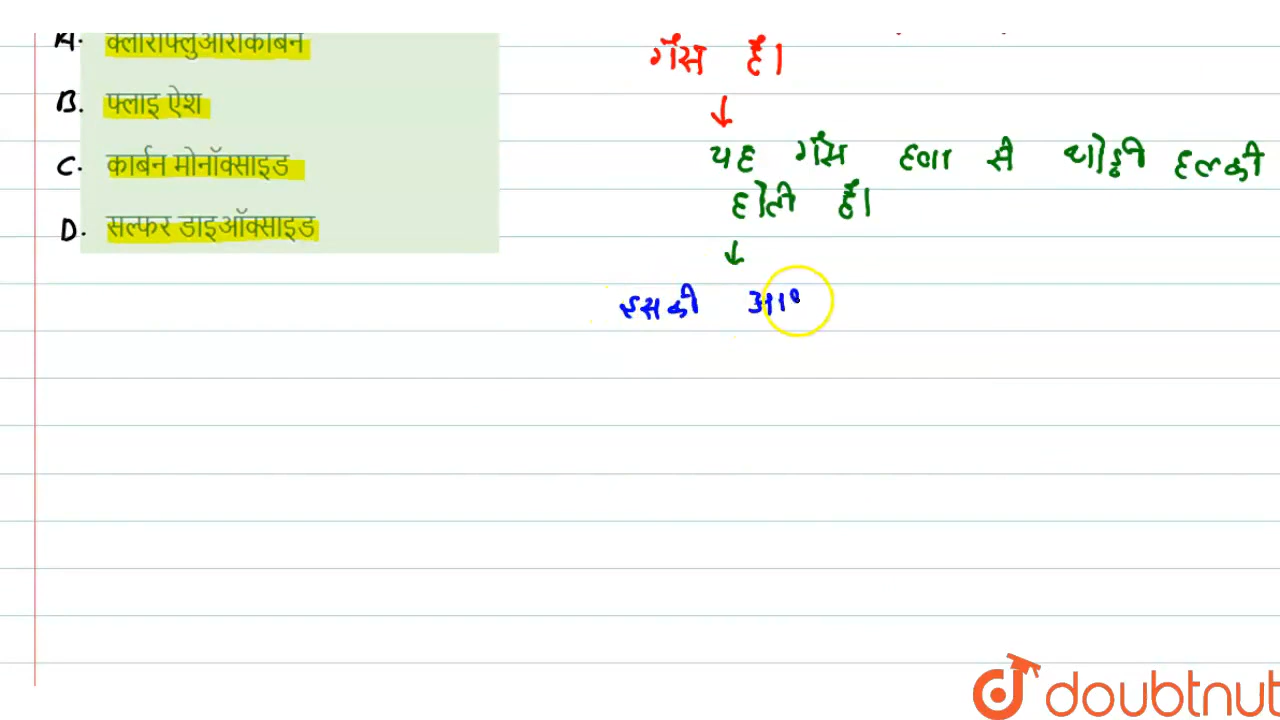 A. क्लोरोफ्लुओरोकार्बन
B. फ्लाइ ऐश
C. कार्बन मोनॉक्साइड
D. सल्फर डाइऑक्साइड
गैस है।
↓
यह गैस हवा से थोड़ी हल्की
होती है।
↓
इसकी
doubtnut